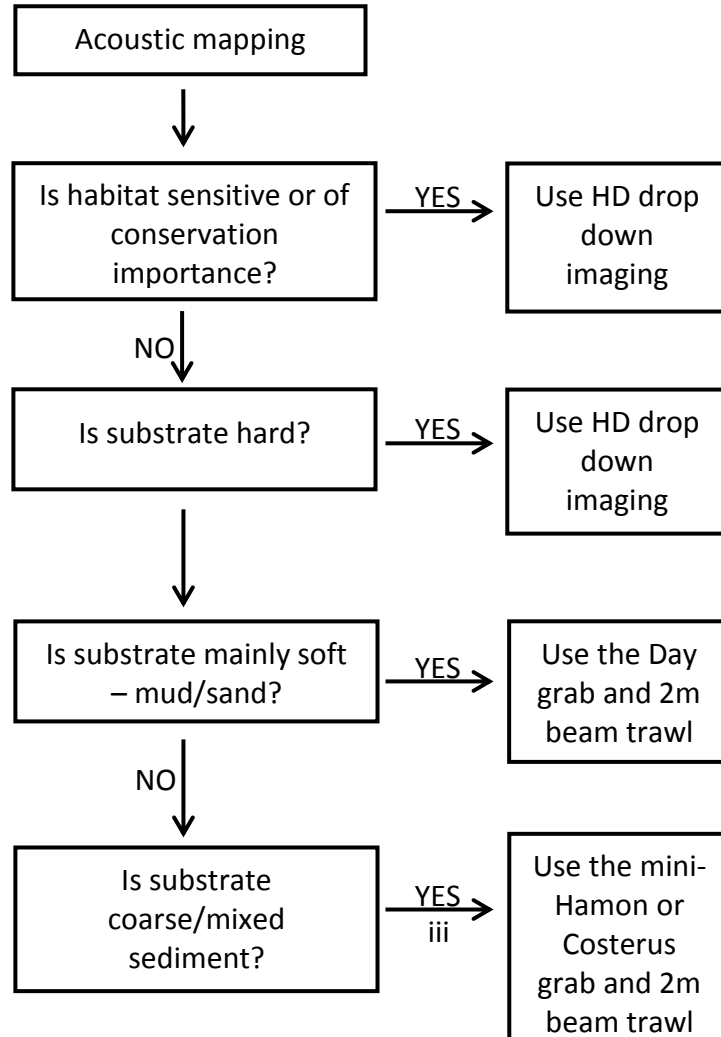 Acoustic mapping
Is habitat sensitive or of
conservation
importance?
YES
Use HD drop
down
imaging
NO
Is substrate hard?
YES
Use HD drop
down
imaging
Is substrate mainly soft
– mud/sand?
YES
Use the Day
grab and 2m
beam trawl
NO
Is substrate
coarse/mixed
sediment?
YES
iii
Use the mini-
Hamon or
Costerus
grab and 2m
beam trawl